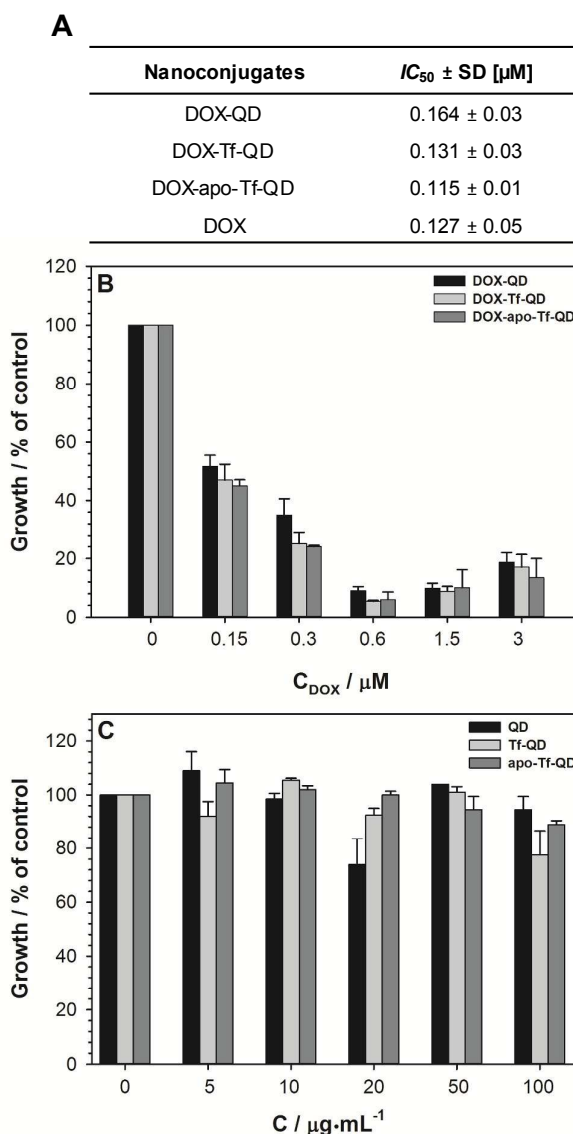 A
Nanoconjugates IC50 ± SD [µM]
DOX-QD 0.164 ± 0.03
DOX-Tf-QD 0.131 ± 0.03
DOX-apo-Tf-QD 0.115 ± 0.01
DOX 0.127 ± 0.05
B
DOX-QD
DOX-Tf-QD
DOX-apo-Tf-QD
Growth / % of control
120
100
80
60
40
20
0
0 0.15 0.3 0.6 1.5 3
CDOX / µM
C
QD
Tf-QD
apo-Tf-QD
Growth / % of control
120
100
80
60
40
20
0
0 5 10 20 50 100
C / µg·mL-1